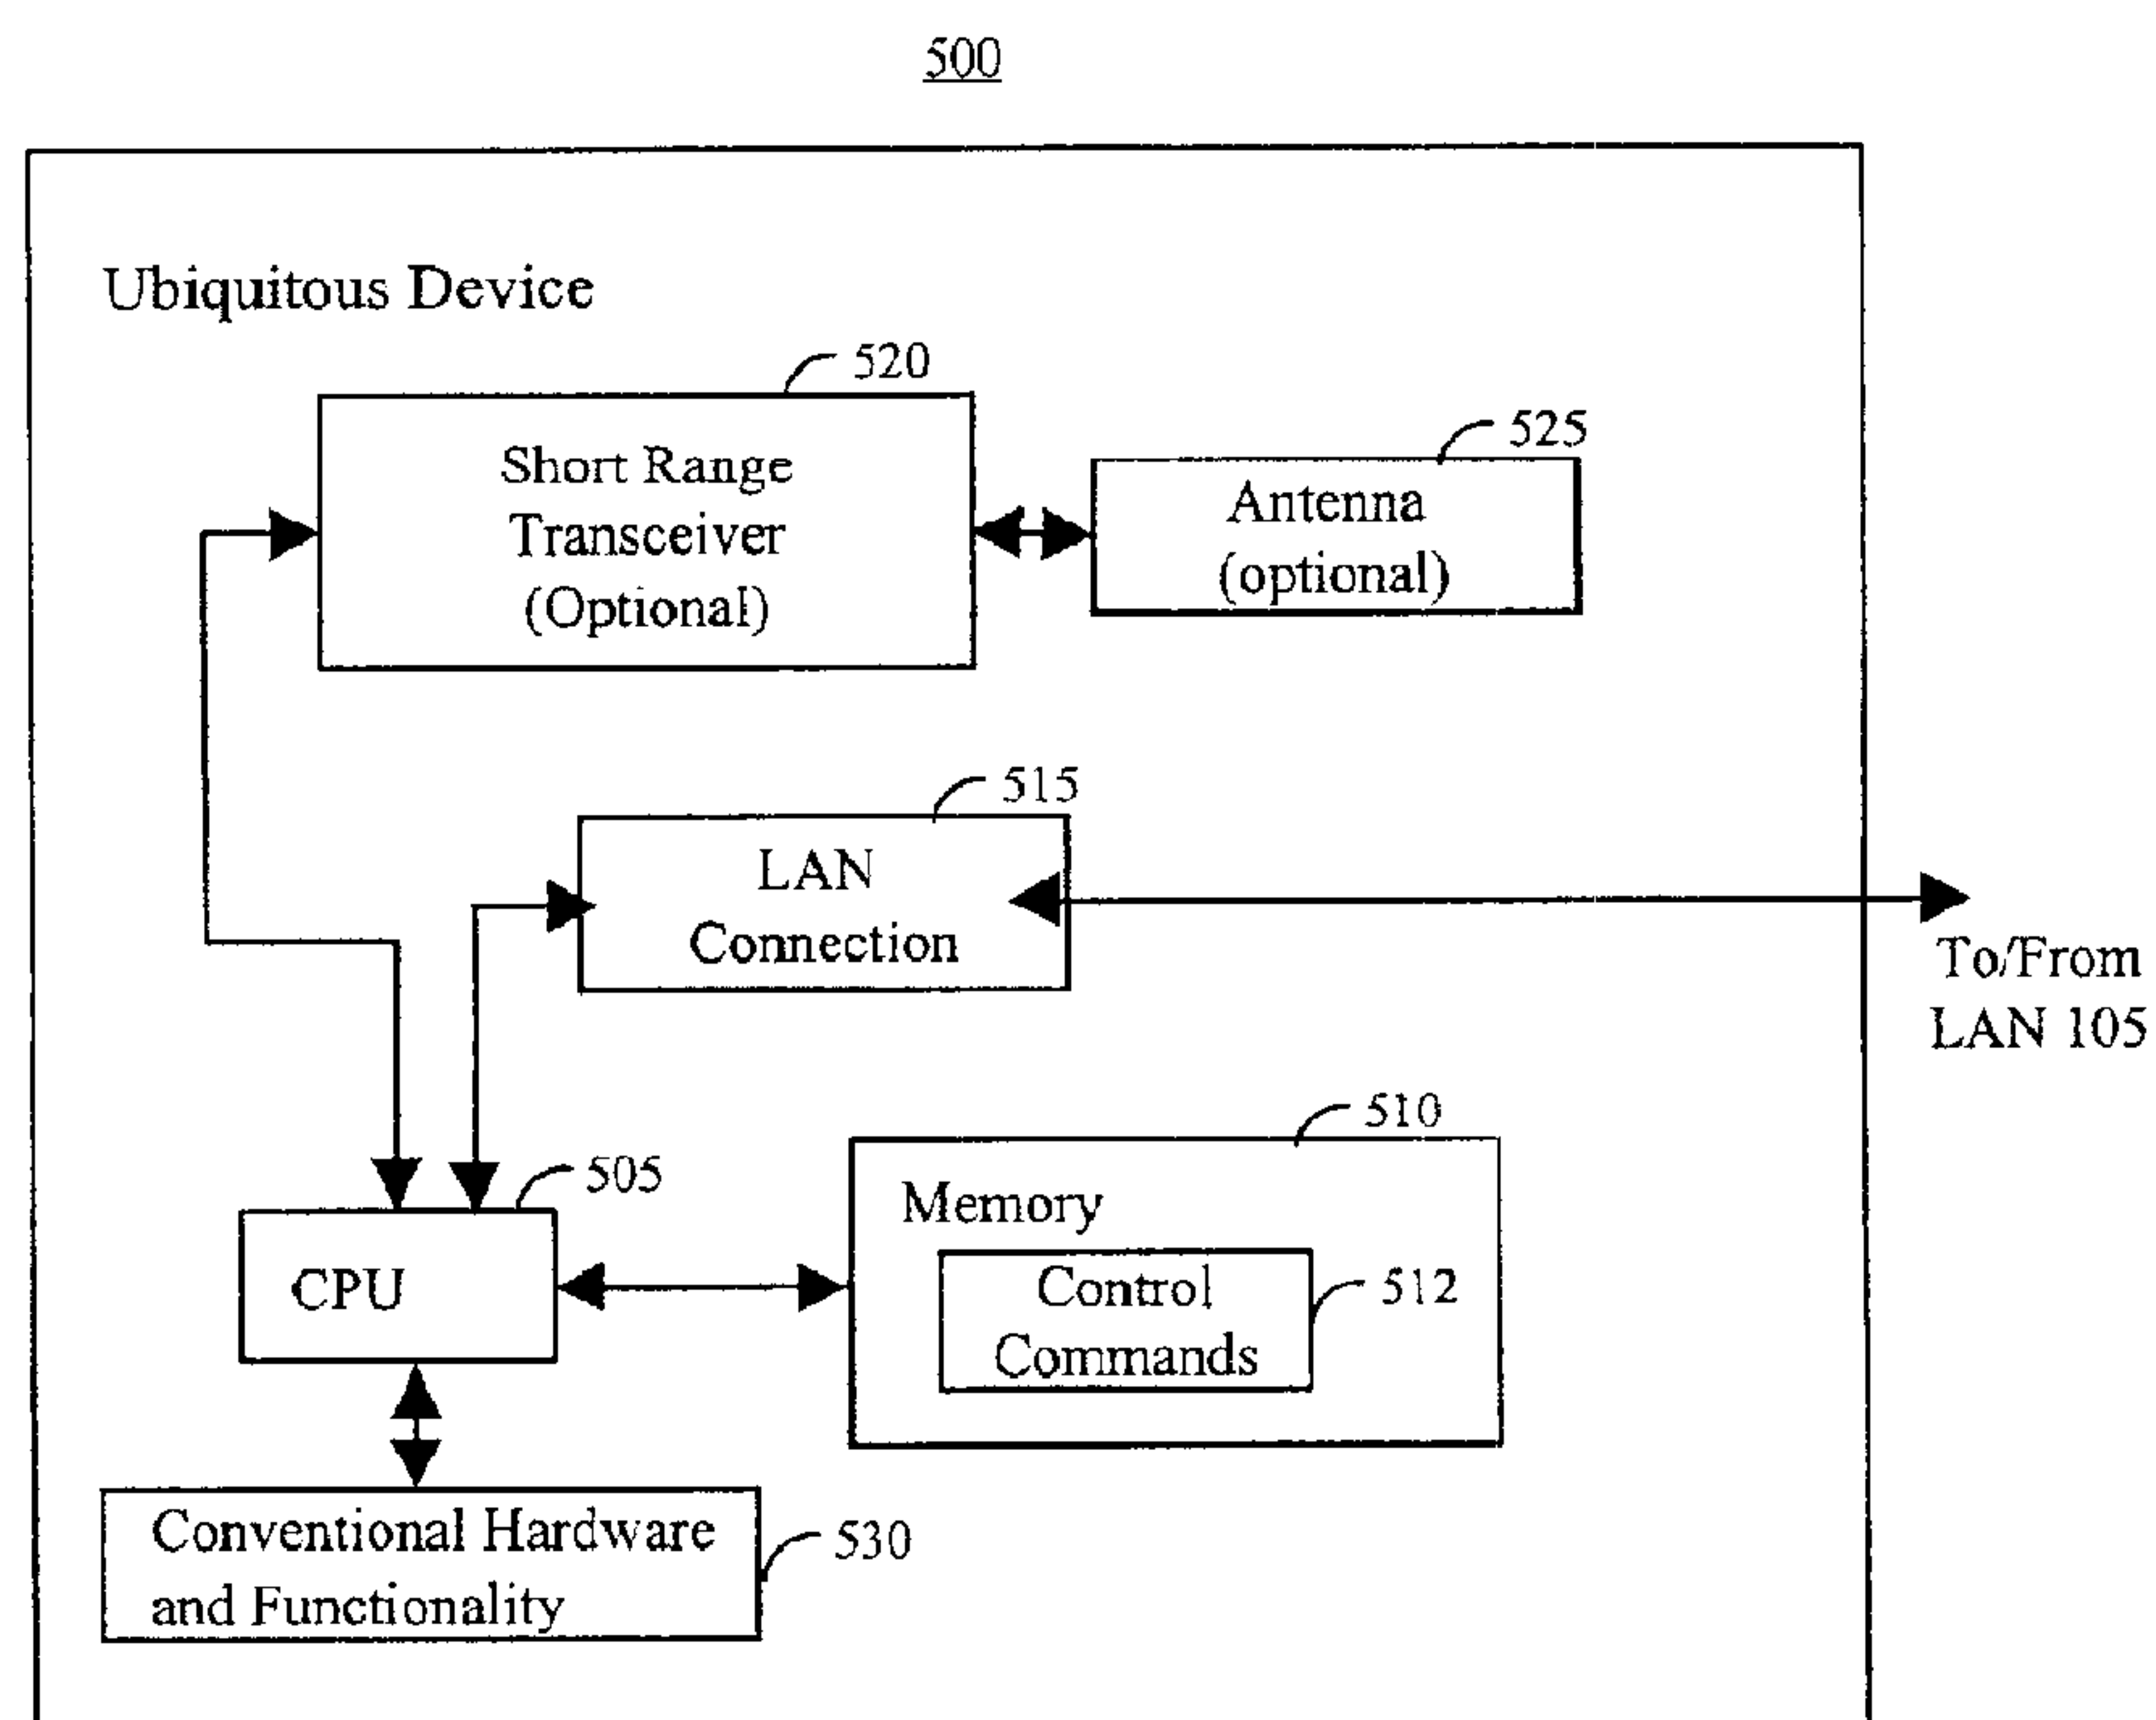 500
Ubiquitous Device
520
Short Range
Transceiver
(Optional)
525
Antenna
(optional)
515
LAN
Connection
To/From
LAN 105
510
505
Memory
CPU
Control
Commands
512
Conventional Hardware
and Functionality
530